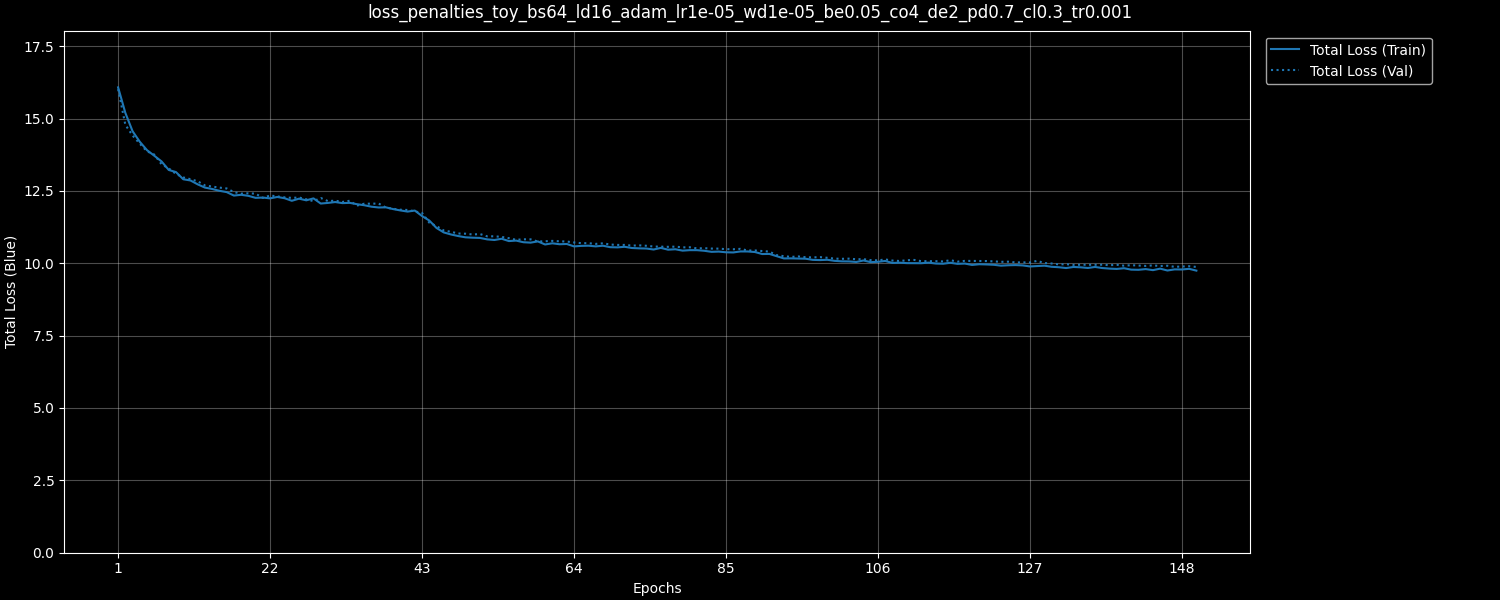 loss_penalties_toy_bs64_ld16_adam_lr1e-05_wd1e-05_be0.05_co4_de2_pd0.7_cl0.3_tr0.001
Total Loss (Train)
Total Loss (Val)
17.5
15.0
12.5
10.0
7.5
5.0
2.5
0.0
Total Loss (Blue)
1 22 43 64 85 106 127 148
Epochs